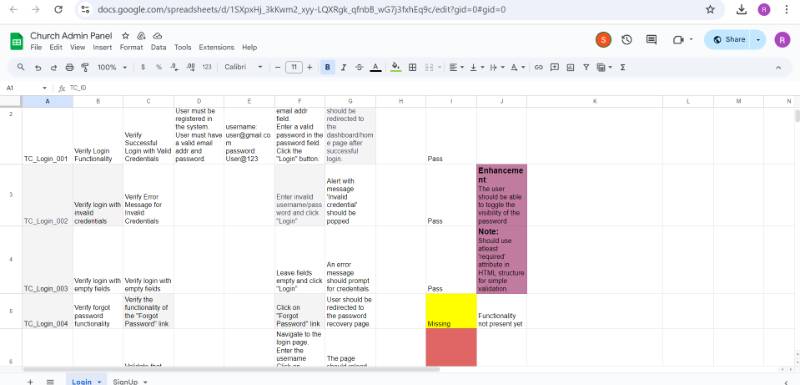 docs.google.com/spreadsheets/d/1SXpxHj_3kKwm2_xyy-LQXRgk_qfnbB_wG7j3fxhEq9c/edit?gid=0#gid=0
R
Church Admin Panel
File Edit View Insert Format Data Tools Extensions Help
S
Share
R
100% $ % .0 .00 123 Calibri 11 B I A
A1 TC_ID
A B C D E F G H I J K L M N
2
TC_Login_001
Verify Login
Functionality
Verify
Successful
Login with Valid
Credentials
User must be
registered in
the system.
User must have
a valid email
addr and
password.
username:
user@gmail.co
m
password:
User@123
email addr
field.
Enter a valid
password in the
password field.
Click the
"Login" button.
should be
redirected to
the
dashboard/hom
e page after
successful
login.
Pass
3
TC_Login_002
Verify login with
invalid
credentials
Verify Error
Message for
Invalid
Credentials
Enter invalid
username/pass
word and click
"Login"
Alert with
message
'invalid
credential'
should be
popped
Pass
Enhanceme
nt
The user
should be able
to toggle the
visibility of the
password
4
TC_Login_003
Verify login with
empty fields
Verify login with
empty fields
Leave fields
empty and click
"Login"
An error
message
should prompt
for credentials.
Pass
Note:
Should use
atleast
'required'
attribute in
HTML structure
for simple
validation
5
TC_Login_004
Verify forgot
password
functionality
Verify the
functionality of
the "Forgot
Password" link
Click on
"Forgot
Password" link
User should be
redirected to
the password
recovery page
Missing
Functionality
not present yet
6
Validate that
Navigate to the
login page.
Enter the
username
Click on
The page
should reload
Login SignUp